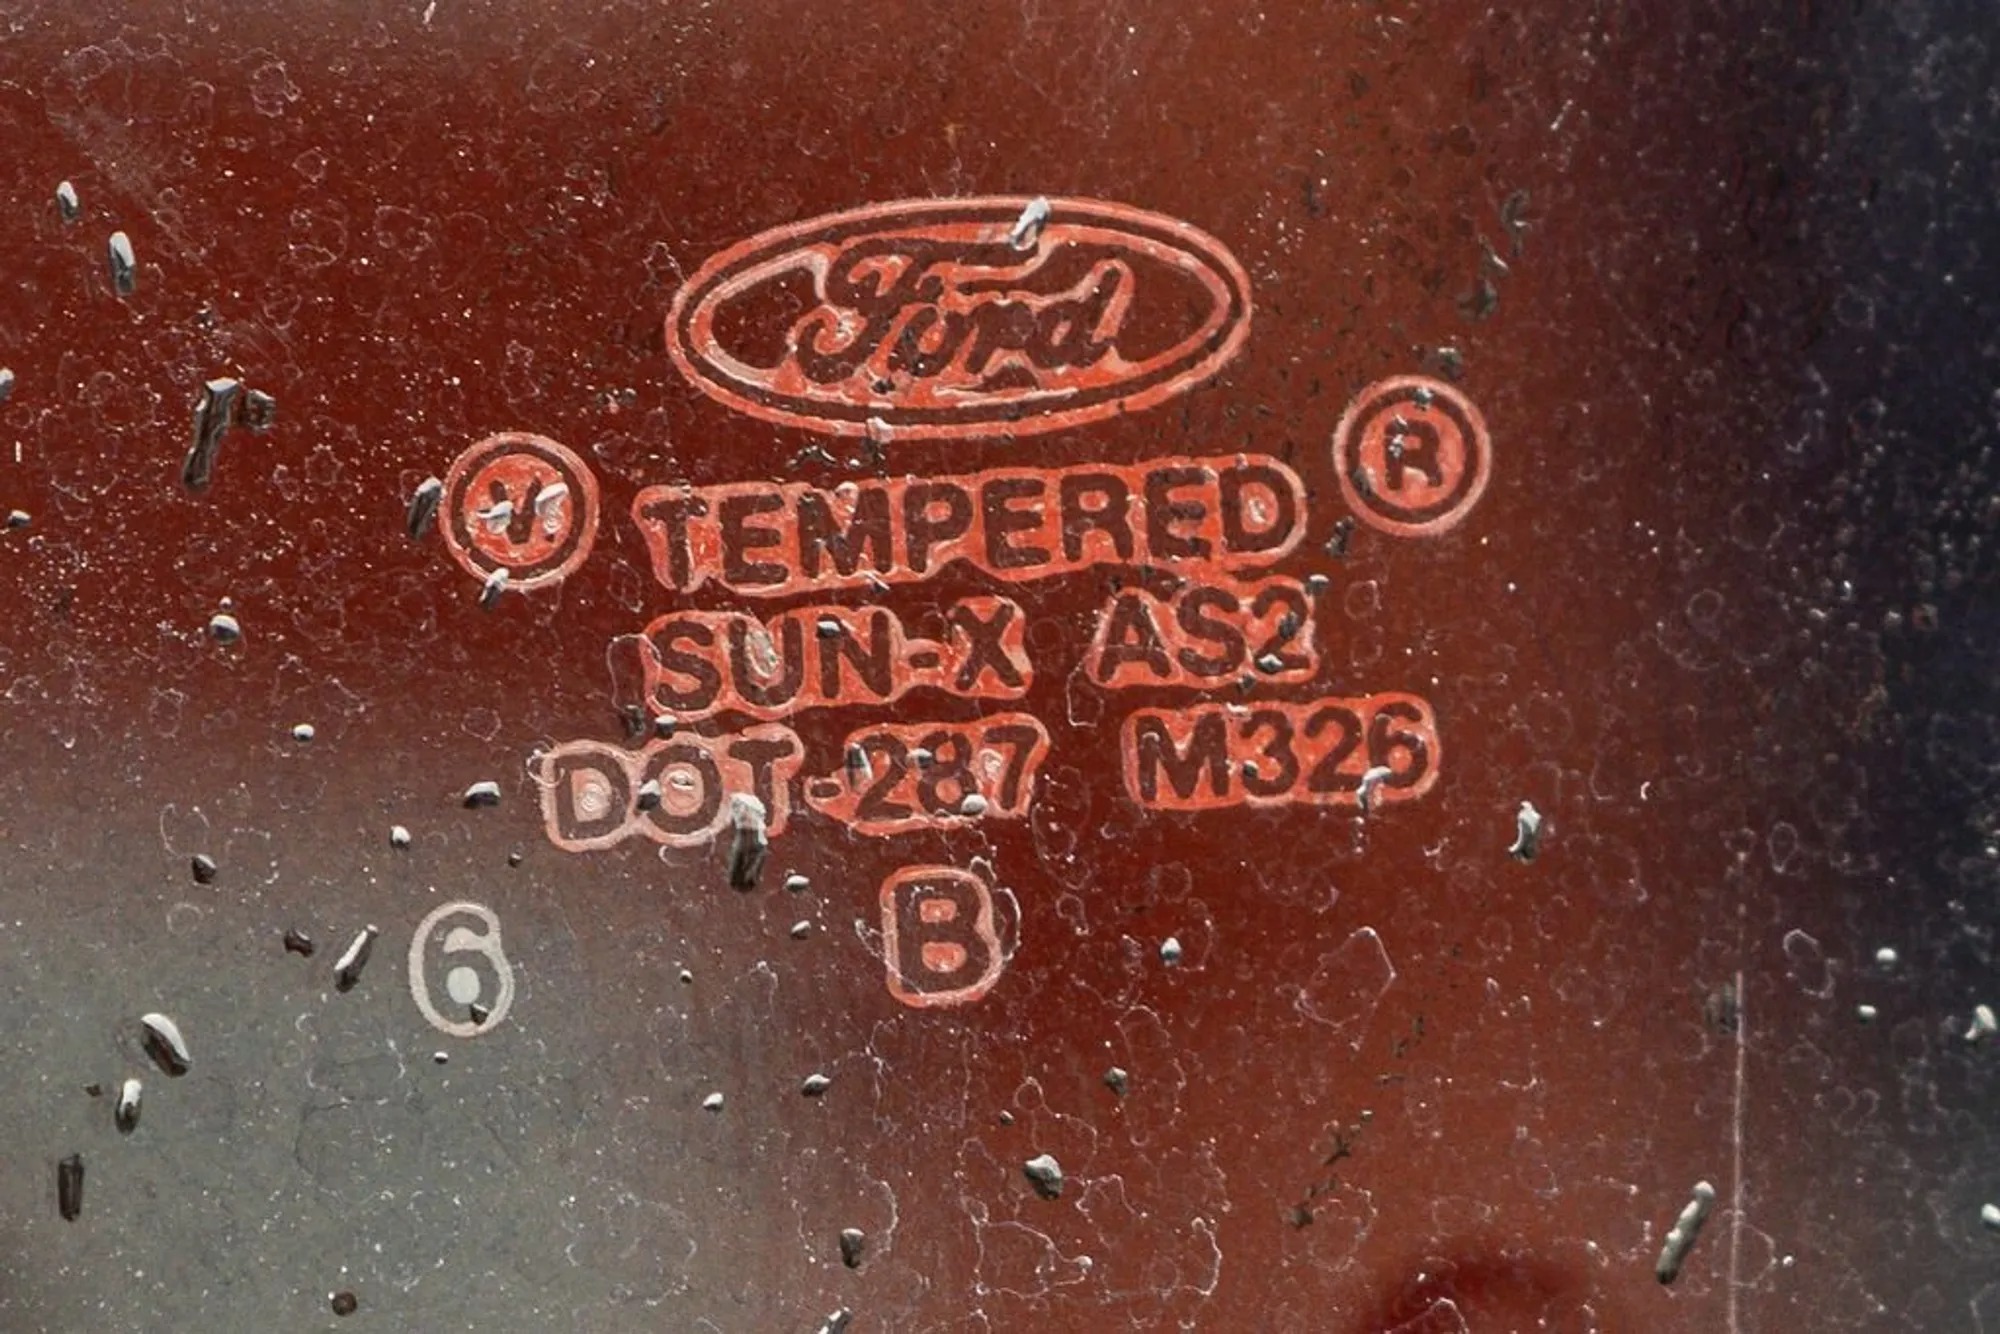 Ford
V TEMPERED R
SUN-X AS2
DOT-287 M326
B
6